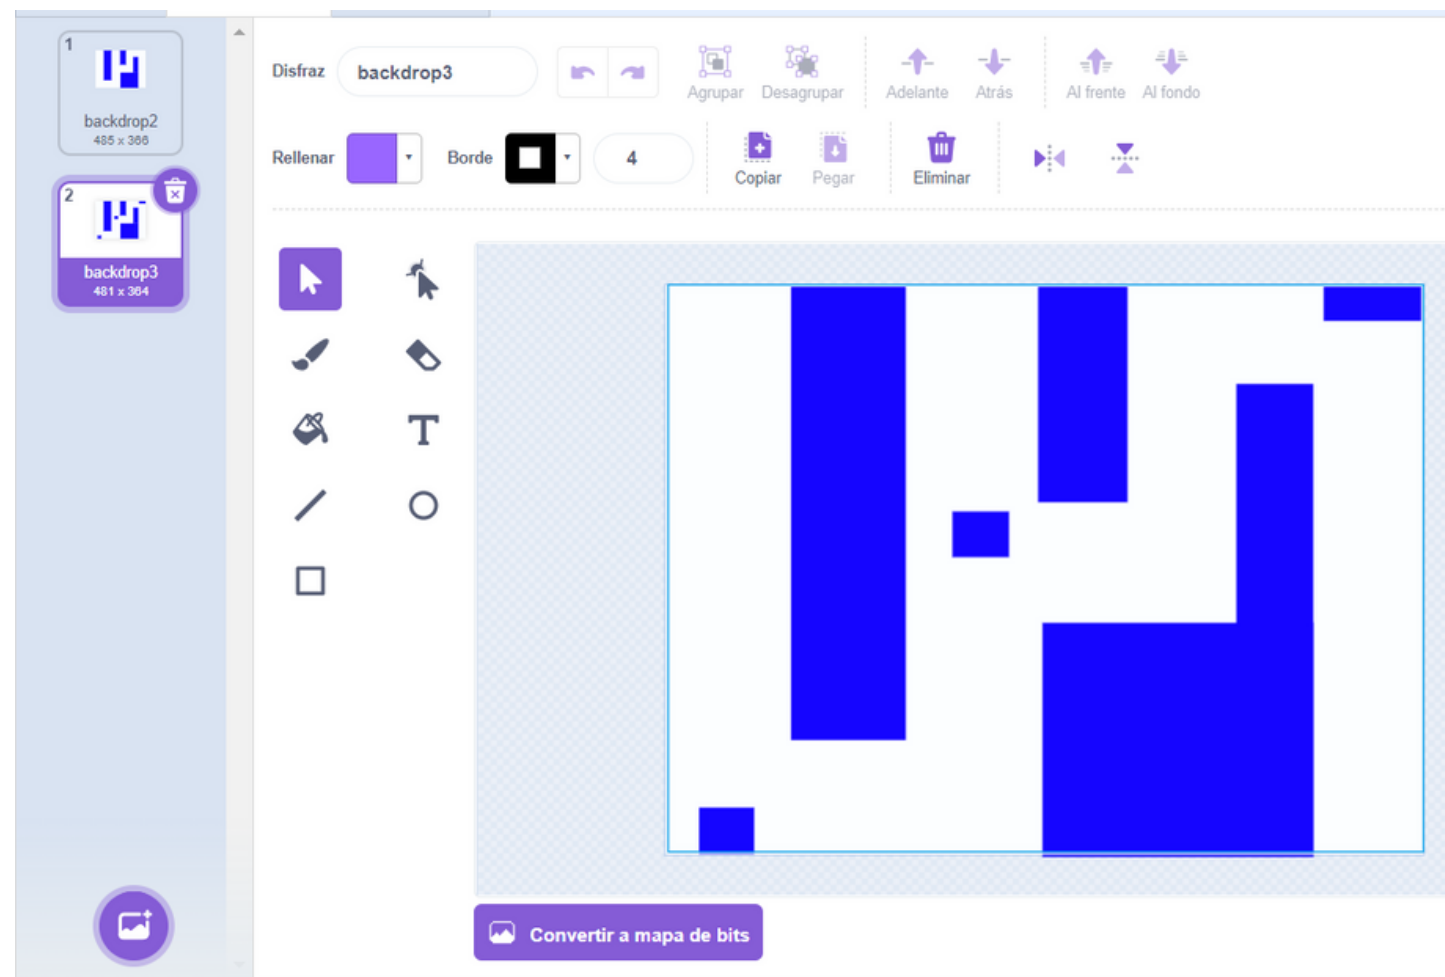 1
backdrop2
485 x 366
2
backdrop3
481 x 364
Disfraz
backdrop3
Agrupar
Desagrupar
Adelante
Atrás
Al frente
Al fondo
Rellenar
Borde
4
Copiar
Pegar
Eliminar
T
Convertir a mapa de bits